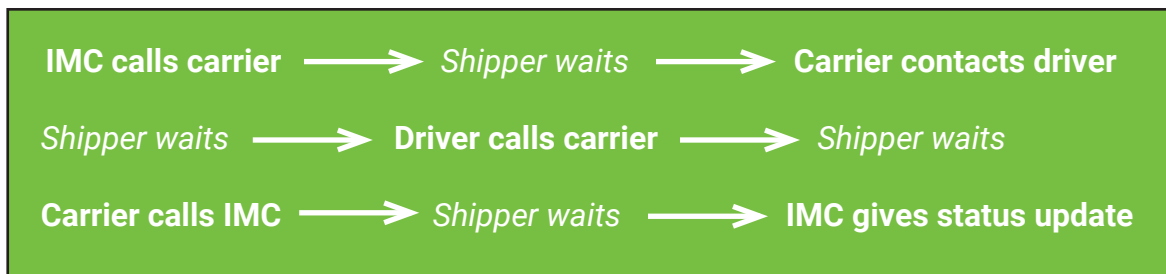 IMC calls carrier Shipper waits Carrier contacts driver
Shipper waits Driver calls carrier Shipper waits
Carrier calls IMC Shipper waits IMC gives status update